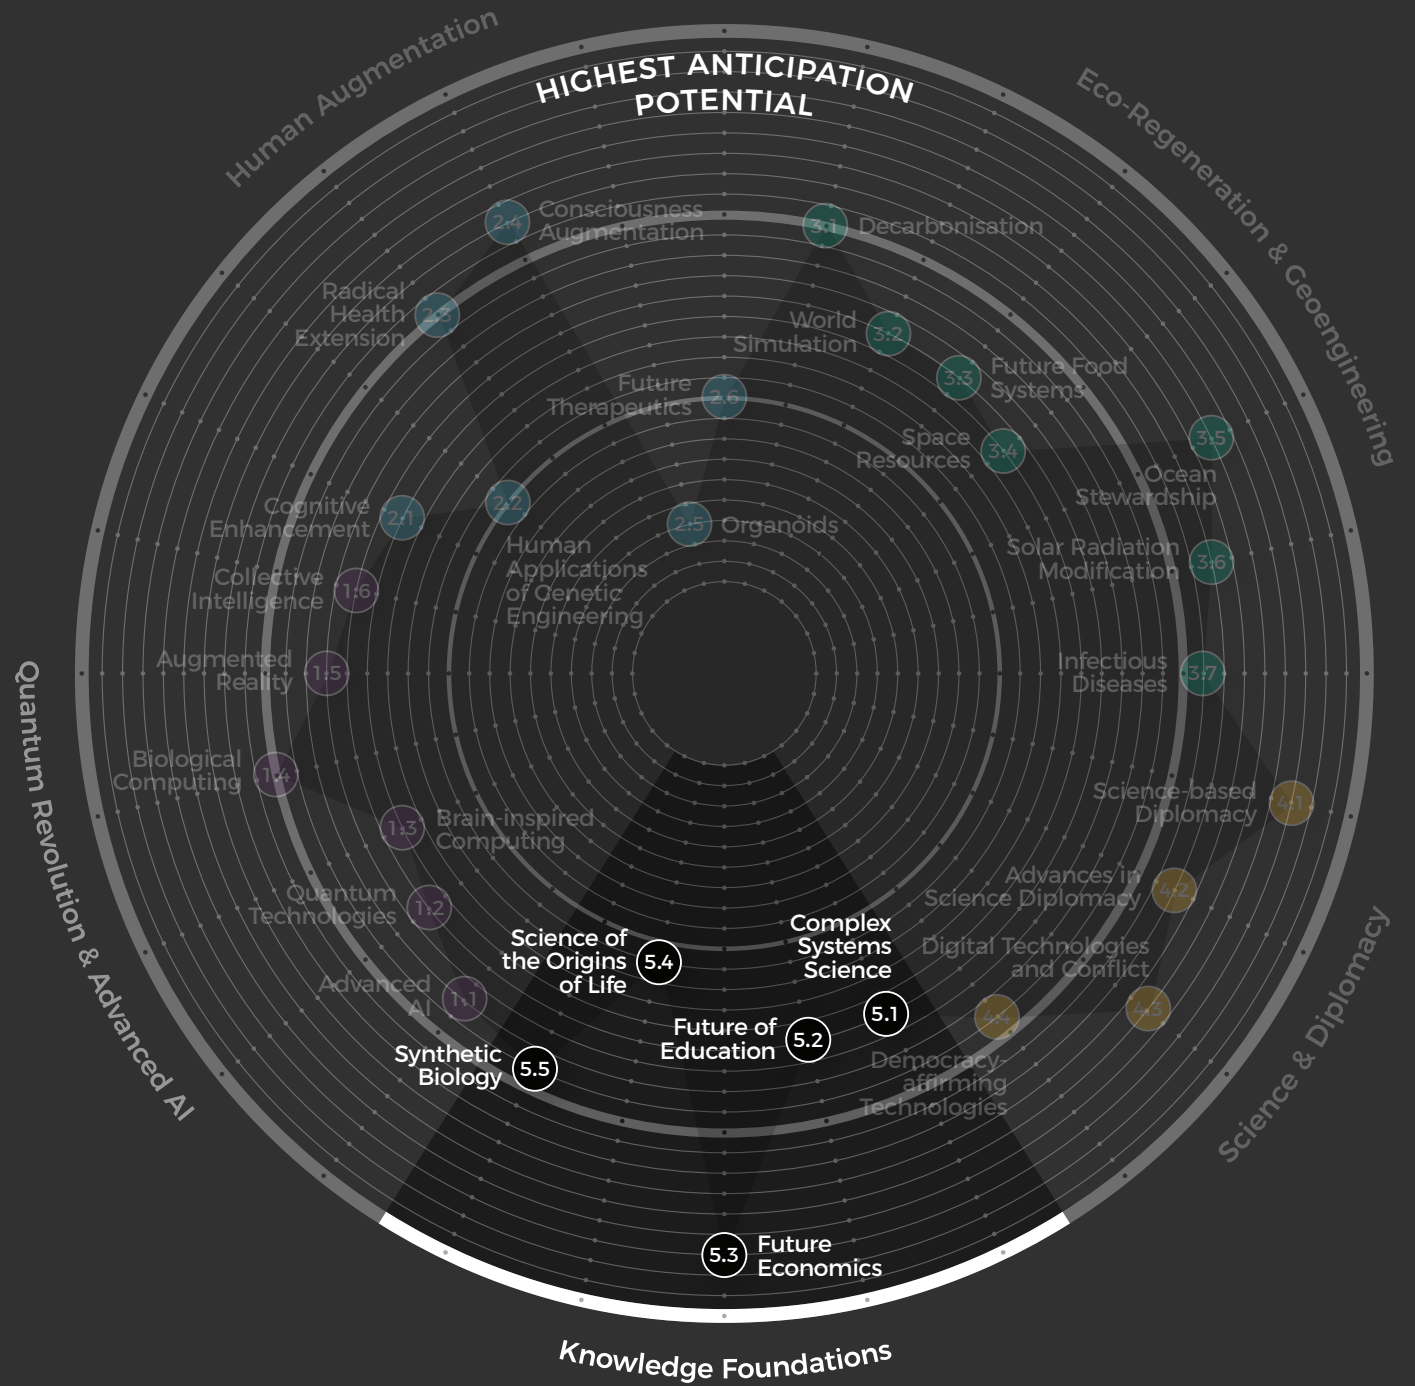 Human Augmentation
HIGHEST ANTICIPATION
POTENTIAL
Eco-Regeneration & Geoengineering
2.4
Consciousness
Augmentation
3.1
Decarbonisation
Radical
Health
Extension
2.3
World
Simulation
3.2
Future Food
Systems
3.3
Future
Therapeutics
2.6
Space
Resources
3.4
3.5
Ocean
Stewardship
Cognitive
Enhancement
2.1
2.2
Human
Applications
of Genetic
Engineering
2.5
Organoids
Solar Radiation
Modification
3.6
Collective
Intelligence
1.6
Augmented
Reality
1.5
Infectious
Diseases
3.7
Quantum Revolution & Advanced AI
Biological
Computing
1.4
Science-based
Diplomacy
4.1
1.3
Brain-inspired
Computing
Quantum
Technologies
1.2
Advances in
Science Diplomacy
4.2
Science of
the Origins
of Life
5.4
Complex
Systems
Science
5.1
Digital Technologies
and Conflict
4.3
Advanced
AI
1.1
Future of
Education
5.2
4.4
Democracy-
affirming
Technologies
Synthetic
Biology
5.5
Science & Diplomacy
5.3
Future
Economics
Knowledge Foundations